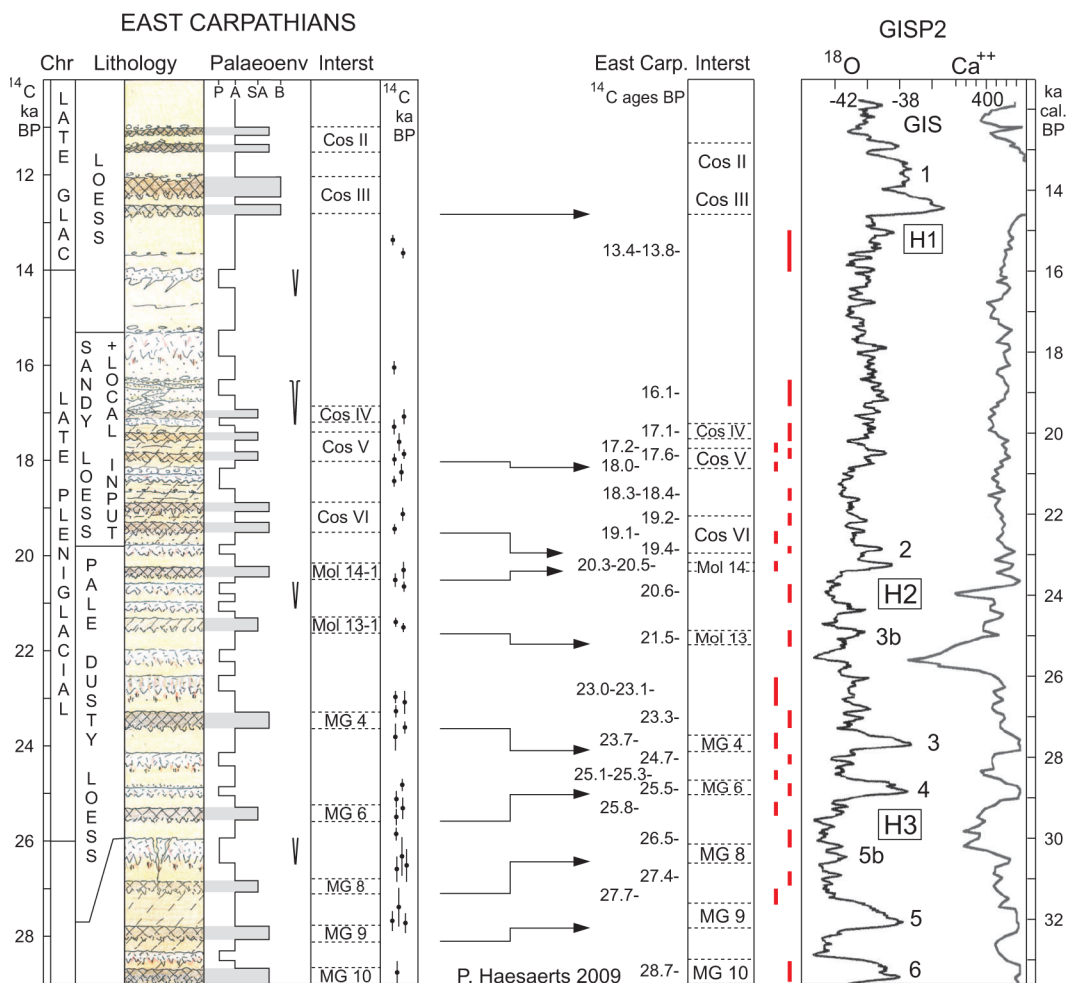 EAST CARPATHIANS
GISP2
Chr
Lithology
Palaeoenv
Interst
East Carp.
Interst
18O
Ca++
14C
ka
BP
P A SA B
14C
ka
BP
14C ages BP
-42
-38
GIS
400
ka
cal.
BP
12
14
16
18
20
22
24
26
28
LATE GLAC
LATE PLENIGLACIAL
LOESS
SANDY LOESS
+LOCAL INPUT
PALE DUSTY LOESS
Cos II
Cos III
Cos IV
Cos V
Cos VI
Mol 14-1
Mol 13-1
MG 4
MG 6
MG 8
MG 9
MG 10
P. Haesaerts 2009
13.4-13.8-
16.1-
17.1-
17.2-
17.6-
18.0-
18.3-18.4-
19.2-
19.1-
19.4-
20.3-20.5-
20.6-
21.5-
23.0-23.1-
23.3-
23.7-
24.7-
25.1-25.3-
25.5-
25.8-
26.5-
27.4-
27.7-
28.7-
Cos II
Cos III
Cos IV
Cos V
Cos VI
Mol 14
Mol 13
MG 4
MG 6
MG 8
MG 9
MG 10
1
H1
2
H2
3b
3
4
H3
5b
5
6
14
16
18
20
22
24
26
28
30
32